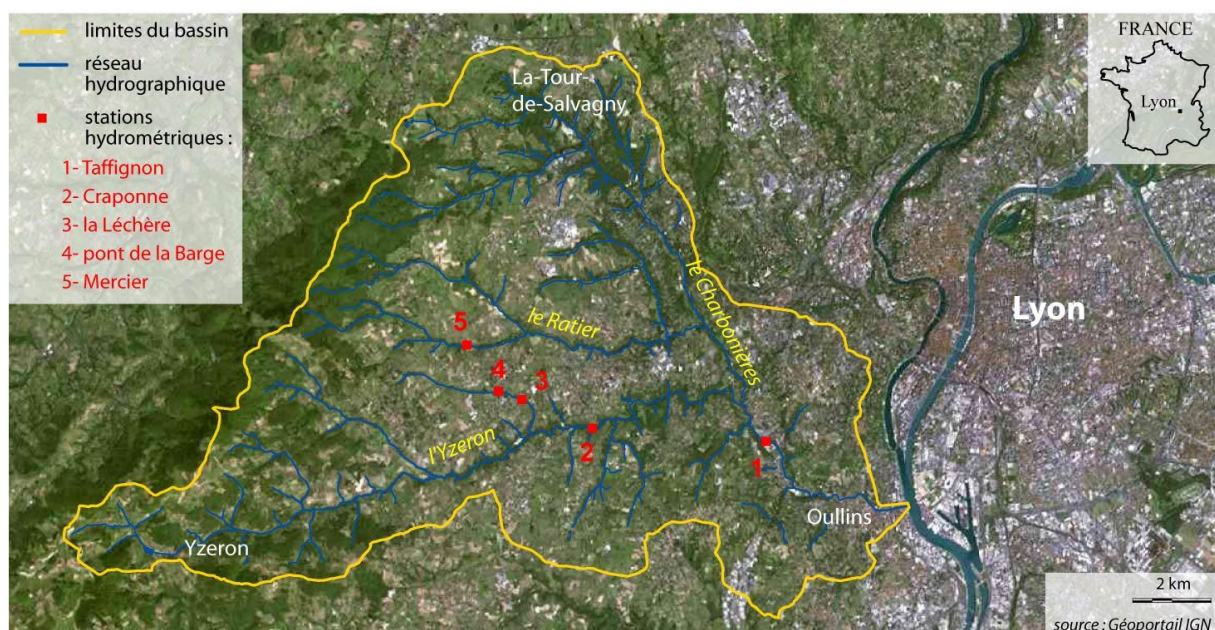 limites du bassin
réseau
hydrographique
stations
hydrométriques :
1- Taffignon
2- Craponne
3- la Léchère
4- pont de la Barge
5- Mercier
La-Tour-
de-Salvagny
FRANCE
Lyon
le Charbonières
Lyon
5
le Ratier
4
3
l'Yzeron
2
1
Oullins
Yzeron
2 km
source : Géoportail IGN